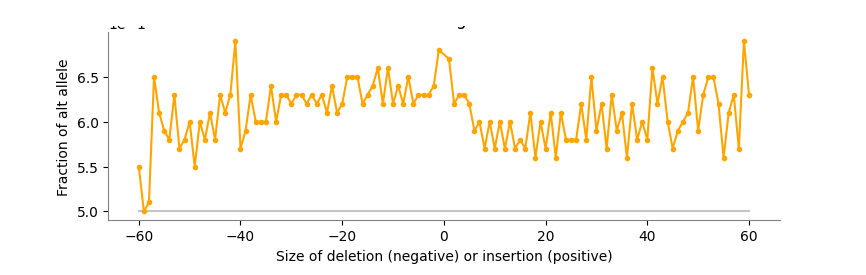 Fraction of alt allele
6.5
6.0
5.5
5.0
−60 −40 −20 0 20 40 60
Size of deletion (negative) or insertion (positive)